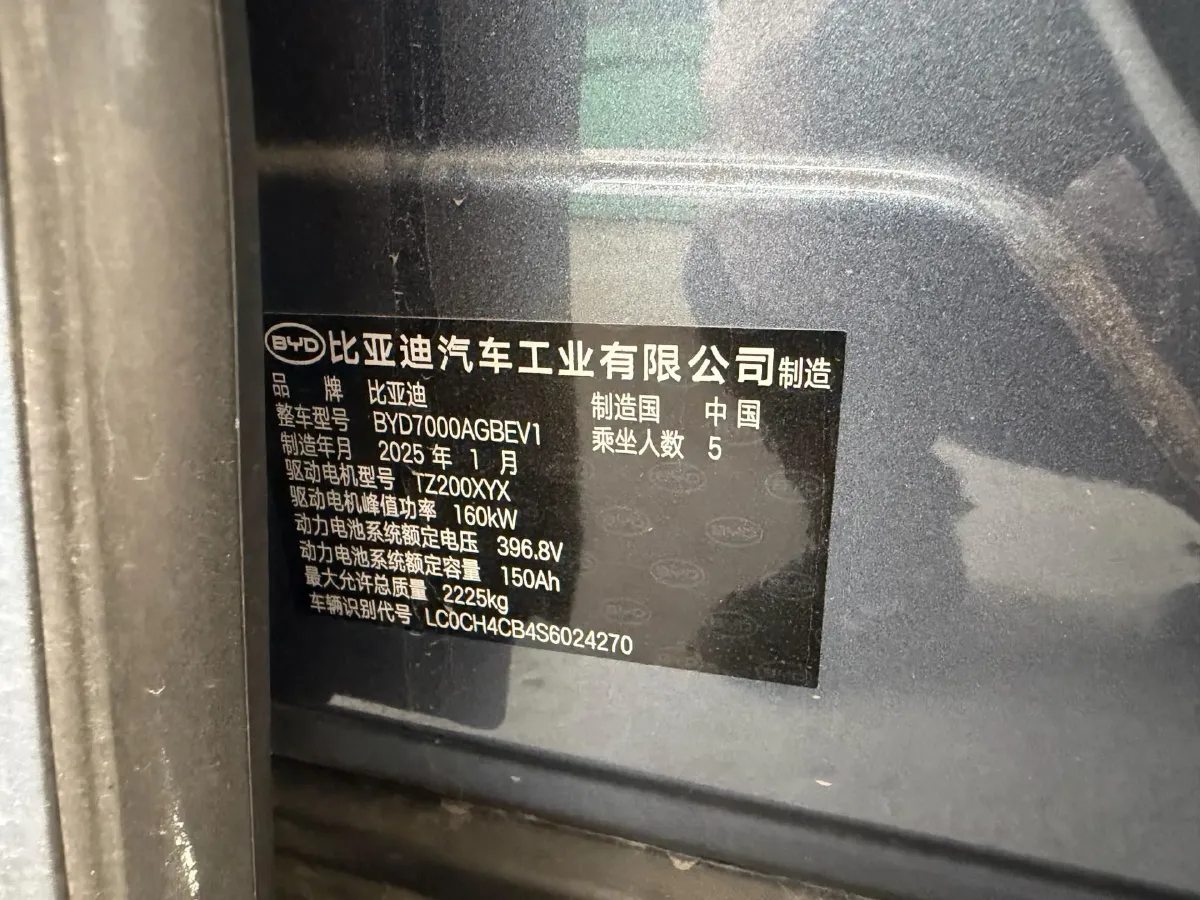 BYD 比亚迪汽车工业有限公司制造
品 牌 比亚迪 制造国 中国
整车型号 BYD7000AGBEV1 乘坐人数 5
制造年月 2025 年 1 月
驱动电机型号 TZ200XYX
驱动电机峰值功率 160kW
动力电池系统额定电压 396.8V
动力电池系统额定容量 150Ah
最大允许总质量 2225kg
车辆识别代号 LC0CH4CB4S6024270